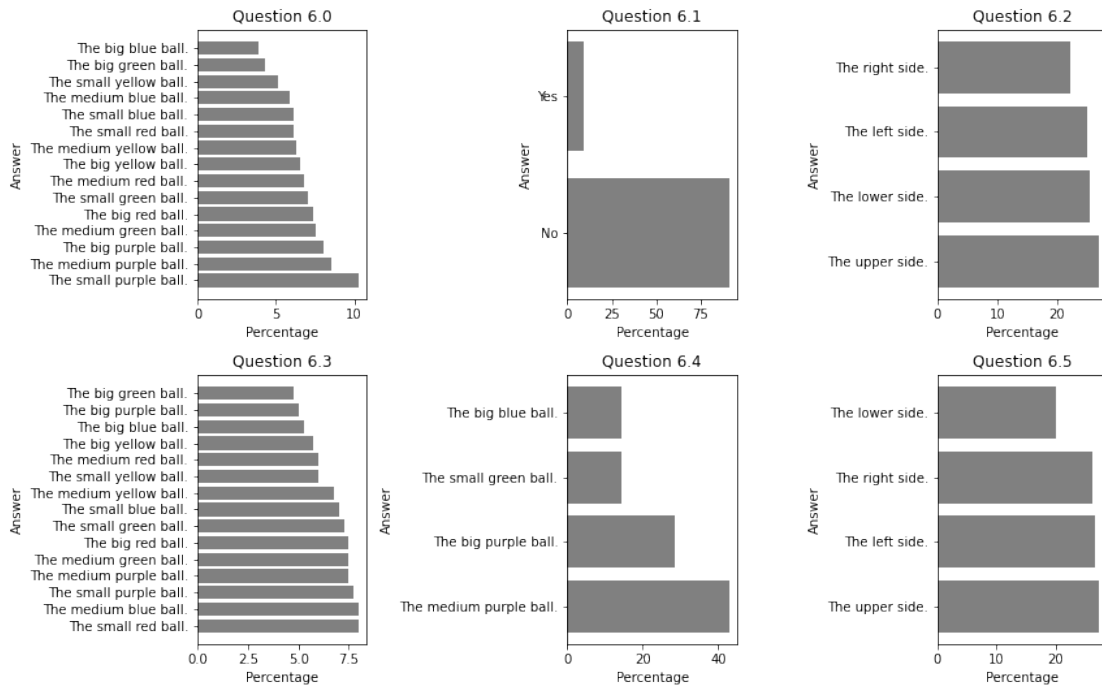 Question 6.0
Answer
The big blue ball.
The big green ball.
The small yellow ball.
The medium blue ball.
The small blue ball.
The small red ball.
The medium yellow ball.
The big yellow ball.
The medium red ball.
The small green ball.
The big red ball.
The medium green ball.
The big purple ball.
The medium purple ball.
The small purple ball.
0 5 10
Percentage
Question 6.1
Answer
Yes
No
0 25 50 75
Percentage
Question 6.2
Answer
The right side.
The left side.
The lower side.
The upper side.
0 10 20
Percentage
Question 6.3
Answer
The big green ball.
The big purple ball.
The big blue ball.
The big yellow ball.
The medium red ball.
The small yellow ball.
The medium yellow ball.
The small blue ball.
The small green ball.
The big red ball.
The medium green ball.
The medium purple ball.
The small purple ball.
The medium blue ball.
The small red ball.
0.0 2.5 5.0 7.5
Percentage
Question 6.4
Answer
The big blue ball.
The small green ball.
The big purple ball.
The medium purple ball.
0 20 40
Percentage
Question 6.5
Answer
The lower side.
The right side.
The left side.
The upper side.
0 10 20
Percentage